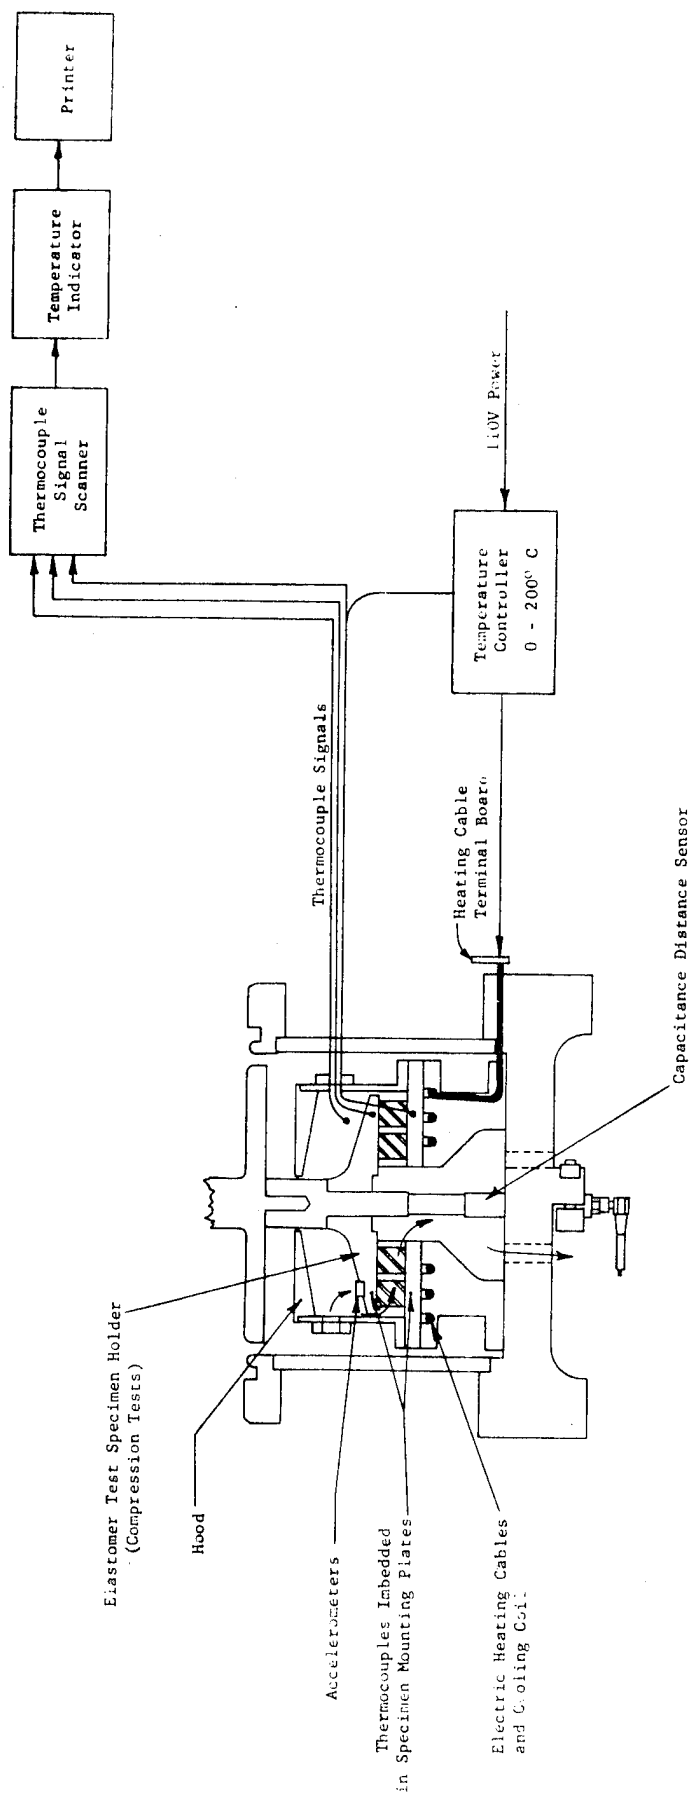 Printer
Temperature
Indicator
Thermocouple
Signal
Scanner
110V Power
Temperature
Controller
0 - 200° C
Thermocouple Signals
Heating Cable
Terminal Board
Capacitance Distance Sensor
Elastomer Test Specimen Holder
(Compression Tests)
Hood
Accelerometers
Thermocouples Imbedded
in Specimen Mounting Plates
Electric Heating Cables
and Cooling Coil